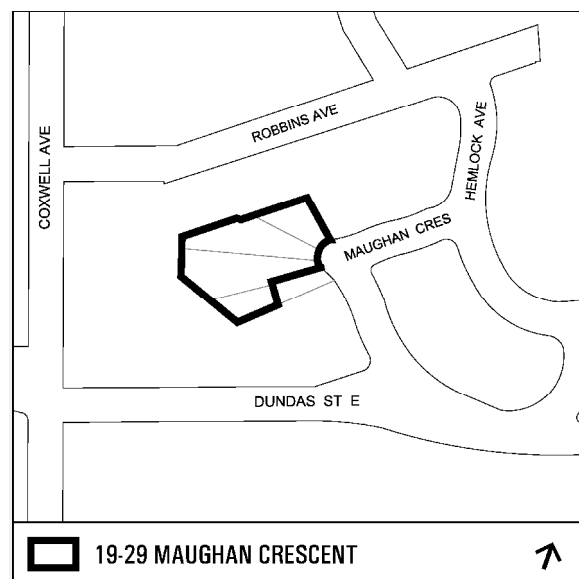 ROBBINS AVE
COXWELL AVE
HEMLOCK AVE
MAUGHAN CRES
DUNDAS ST E
19-29 MAUGHAN CRESCENT